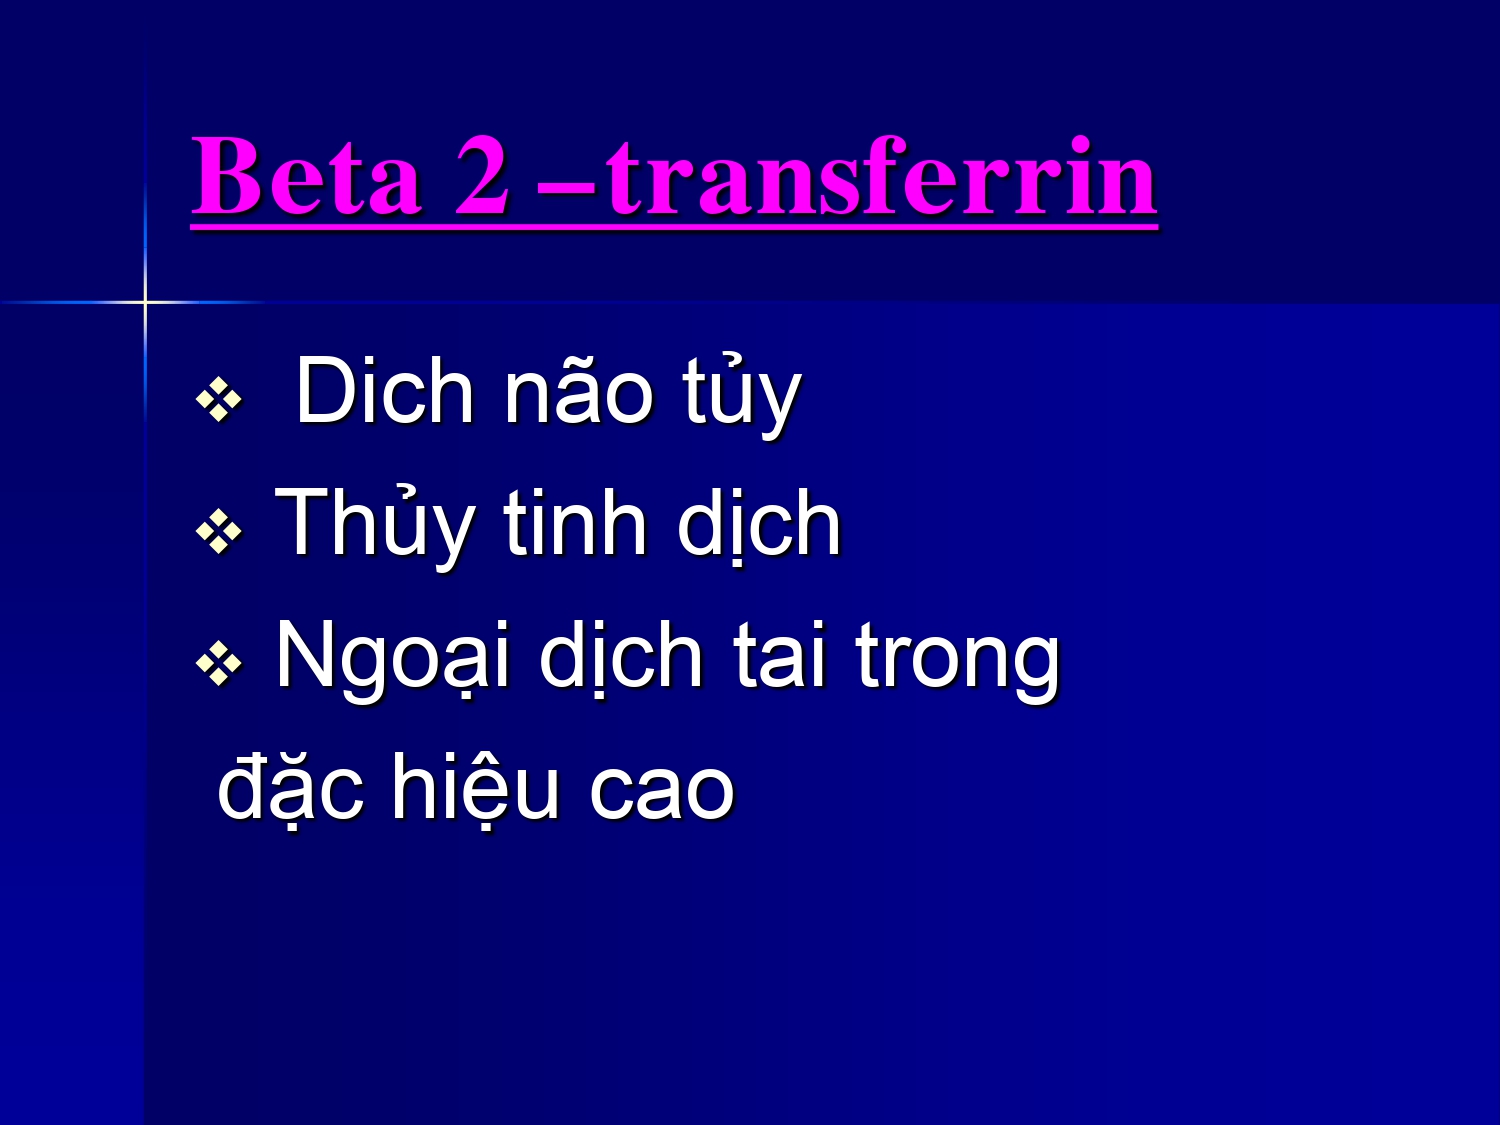 Beta 2 –transferrin
Dich não tủy
Thủy tinh dịch
Ngoại dịch tai trong
đặc hiệu cao